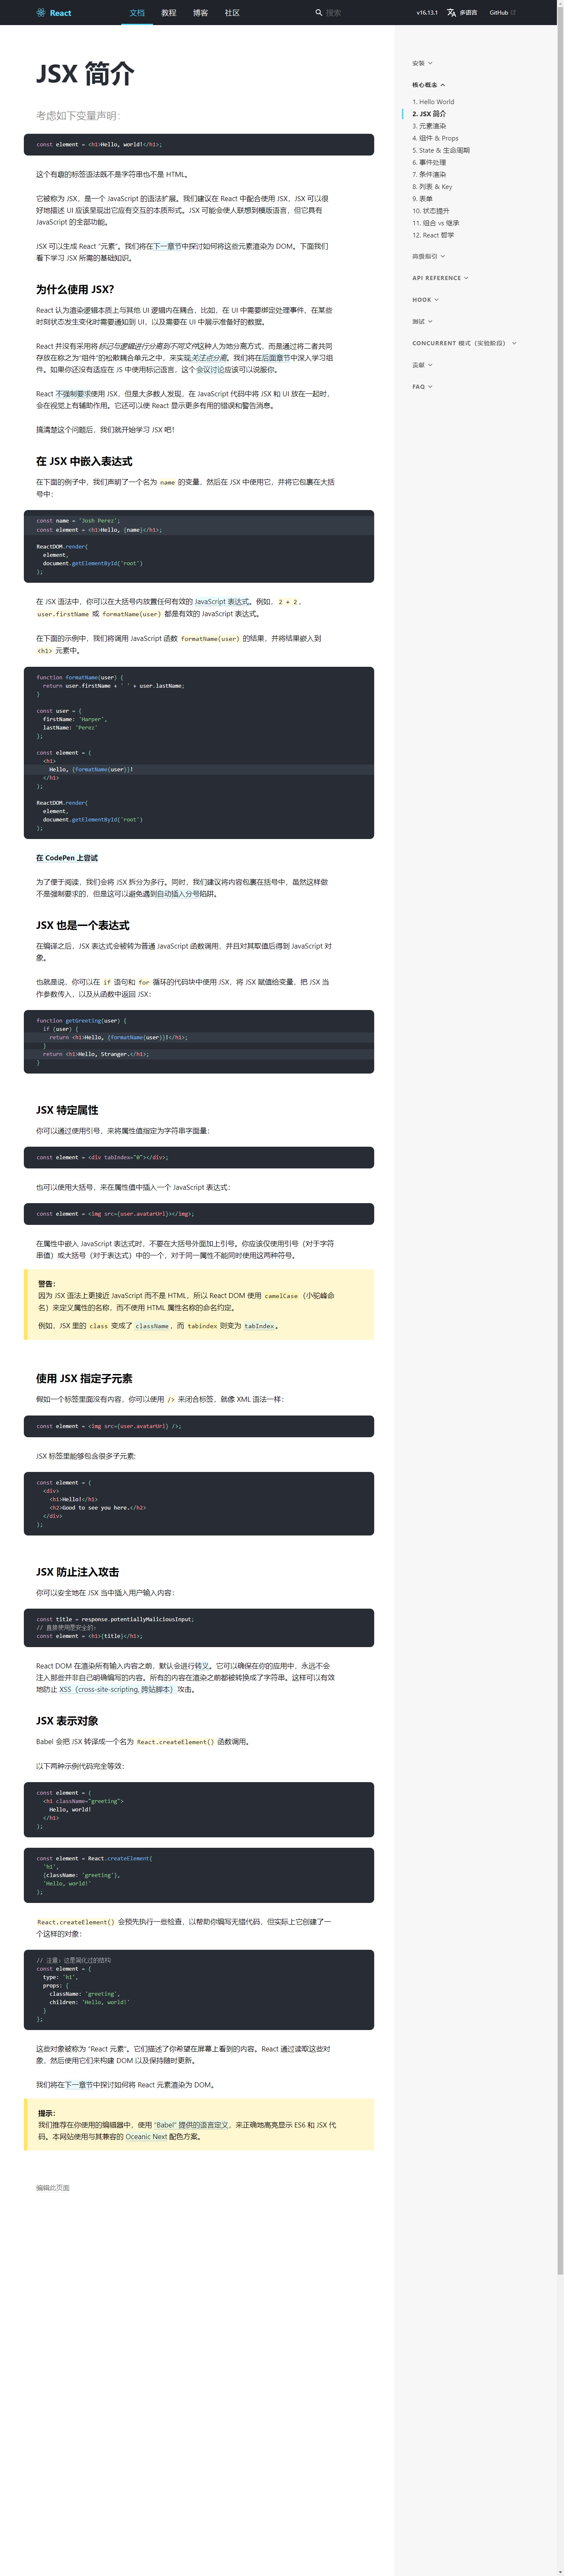 React
文档
教程
博客
社区
搜索
v16.13.1
多语言
GitHub
JSX 简介
考虑如下变量声明：
const element = <h1>Hello, world!</h1>;
这个有趣的标签语法既不是字符串也不是 HTML。
它被称为 JSX，是一个 JavaScript 的语法扩展。我们建议在 React 中配合使用 JSX，JSX 可以很
好地描述 UI 应该呈现出它应有交互的本质形式。JSX 可能会使人联想到模版语言，但它具有
JavaScript 的全部功能。
JSX 可以生成 React “元素”。我们将在下一章节中探讨如何将这些元素渲染为 DOM。下面我们
看下学习 JSX 所需的基础知识。
为什么使用 JSX?
React 认为渲染逻辑本质上与其他 UI 逻辑内在耦合，比如，在 UI 中需要绑定处理事件、在某些
时刻状态发生变化时需要通知到 UI，以及需要在 UI 中展示准备好的数据。
React 并没有采用将标记与逻辑进行分离到不同文件这种人为地分离方式，而是通过将二者共同
存放在称之为“组件”的松散耦合单元之中，来实现关注点分离。我们将在后面章节中深入学习组
件。如果你还没有适应在 JS 中使用标记语言，这个会议讨论应该可以说服你。
React 不强制要求使用 JSX，但是大多数人发现，在 JavaScript 代码中将 JSX 和 UI 放在一起时，
会在视觉上有辅助作用。它还可以使 React 显示更多有用的错误和警告消息。
搞清楚这个问题后，我们就开始学习 JSX 吧！
在 JSX 中嵌入表达式
在下面的例子中，我们声明了一个名为 name 的变量，然后在 JSX 中使用它，并将它包裹在大括
号中：
const name = 'Josh Perez';
const element = <h1>Hello, {name}</h1>;
ReactDOM.render(
element,
document.getElementById('root')
);
在 JSX 语法中，你可以在大括号内放置任何有效的 JavaScript 表达式。例如，2 + 2，
user.firstName 或 formatName(user) 都是有效的 JavaScript 表达式。
在下面的示例中，我们将调用 JavaScript 函数 formatName(user) 的结果，并将结果嵌入到
<h1> 元素中。
function formatName(user) {
return user.firstName + ' ' + user.lastName;
}
const user = {
firstName: 'Harper',
lastName: 'Perez'
};
const element = (
<h1>
Hello, {formatName(user)}!
</h1>
);
ReactDOM.render(
element,
document.getElementById('root')
);
在 CodePen 上尝试
为了便于阅读，我们会将 JSX 拆分为多行。同时，我们建议将内容包裹在括号中，虽然这样做
不是强制要求的，但是这可以避免遇到自动插入分号陷阱。
JSX 也是一个表达式
在编译之后，JSX 表达式会被转为普通 JavaScript 函数调用，并且对其取值后得到 JavaScript 对
象。
也就是说，你可以在 if 语句和 for 循环的代码块中使用 JSX，将 JSX 赋值给变量，把 JSX 当
作参数传入，以及从函数中返回 JSX：
function getGreeting(user) {
if (user) {
return <h1>Hello, {formatName(user)}!</h1>;
}
return <h1>Hello, Stranger.</h1>;
}
JSX 特定属性
你可以通过使用引号，来将属性值指定为字符串字面量：
const element = <div tabIndex="0"></div>;
也可以使用大括号，来在属性值中插入一个 JavaScript 表达式：
const element = <img src={user.avatarUrl}></img>;
在属性中嵌入 JavaScript 表达式时，不要在大括号外面加上引号。你应该仅使用引号（对于字符
串值）或大括号（对于表达式）中的一个，对于同一属性不能同时使用这两种符号。
警告：
因为 JSX 语法上更接近 JavaScript 而不是 HTML，所以 React DOM 使用 camelCase（小驼峰命
名）来定义属性的名称，而不使用 HTML 属性名称的命名约定。
例如，JSX 里的 class 变成了 className，而 tabindex 则变为 tabIndex。
使用 JSX 指定子元素
假如一个标签里面没有内容，你可以使用 /> 来闭合标签，就像 XML 语法一样：
const element = <img src={user.avatarUrl} />;
JSX 标签里能够包含很多子元素:
const element = (
<div>
<h1>Hello!</h1>
<h2>Good to see you here.</h2>
</div>
);
JSX 防止注入攻击
你可以安全地在 JSX 当中插入用户输入内容：
const title = response.potentiallyMaliciousInput;
// 直接使用是安全的：
const element = <h1>{title}</h1>;
React DOM 在渲染所有输入内容之前，默认会进行转义。它可以确保在你的应用中，永远不会
注入那些并非自己明确编写的内容。所有的内容在渲染之前都被转换成了字符串。这样可以有效
地防止 XSS（cross-site-scripting, 跨站脚本）攻击。
JSX 表示对象
Babel 会把 JSX 转译成一个名为 React.createElement() 函数调用。
以下两种示例代码完全等效：
const element = (
<h1 className="greeting">
Hello, world!
</h1>
);
const element = React.createElement(
'h1',
{className: 'greeting'},
'Hello, world!'
);
React.createElement() 会预先执行一些检查，以帮助你编写无错代码，但实际上它创建了一
个这样的对象：
// 注意：这是简化过的结构
const element = {
type: 'h1',
props: {
className: 'greeting',
children: 'Hello, world!'
}
};
这些对象被称为 “React 元素”。它们描述了你希望在屏幕上看到的内容。React 通过读取这些对
象，然后使用它们来构建 DOM 以及保持随时更新。
我们将在下一章节中探讨如何将 React 元素渲染为 DOM。
提示：
我们推荐在你使用的编辑器中，使用 “Babel” 提供的语言定义，来正确地高亮显示 ES6 和 JSX 代
码。本网站使用与其兼容的 Oceanic Next 配色方案。
编辑此页面
安装
核心概念
1. Hello World
2. JSX 简介
3. 元素渲染
4. 组件 & Props
5. State & 生命周期
6. 事件处理
7. 条件渲染
8. 列表 & Key
9. 表单
10. 状态提升
11. 组合 vs 继承
12. React 哲学
高级指引
API REFERENCE
HOOK
测试
CONCURRENT 模式（实验阶段）
贡献
FAQ